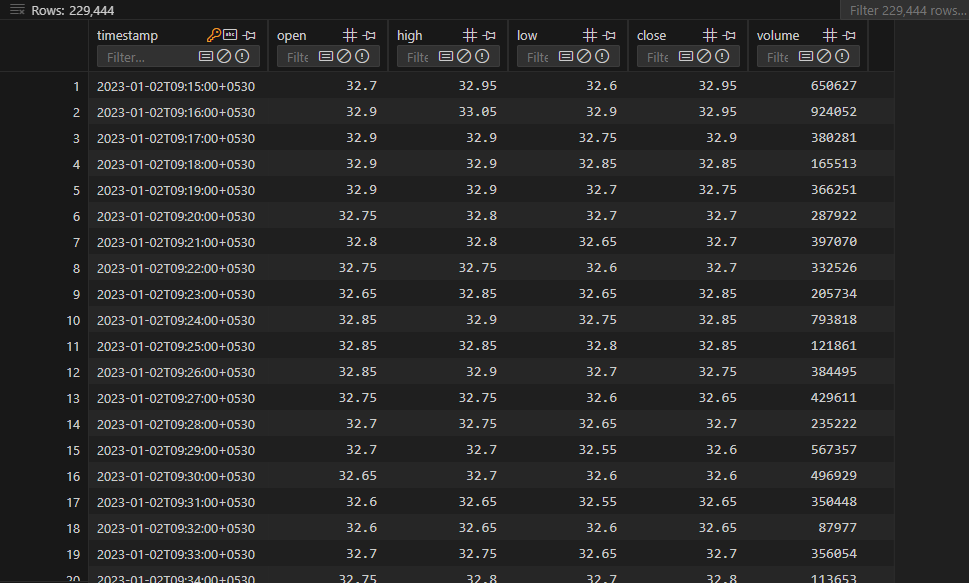 Rows: 229,444 Filter 229,444 rows...
timestamp abc open high low close volume
Filter... Filte Filte Filte Filte Filte
1 2023-01-02T09:15:00+0530 32.7 32.95 32.6 32.95 650627
2 2023-01-02T09:16:00+0530 32.9 33.05 32.9 32.95 924052
3 2023-01-02T09:17:00+0530 32.9 32.9 32.75 32.9 380281
4 2023-01-02T09:18:00+0530 32.9 32.9 32.85 32.85 165513
5 2023-01-02T09:19:00+0530 32.9 32.9 32.7 32.75 366251
6 2023-01-02T09:20:00+0530 32.75 32.8 32.7 32.7 287922
7 2023-01-02T09:21:00+0530 32.8 32.8 32.65 32.7 397070
8 2023-01-02T09:22:00+0530 32.75 32.75 32.6 32.7 332526
9 2023-01-02T09:23:00+0530 32.65 32.85 32.65 32.85 205734
10 2023-01-02T09:24:00+0530 32.85 32.9 32.75 32.85 793818
11 2023-01-02T09:25:00+0530 32.85 32.85 32.8 32.85 121861
12 2023-01-02T09:26:00+0530 32.85 32.9 32.7 32.75 384495
13 2023-01-02T09:27:00+0530 32.75 32.75 32.6 32.65 429611
14 2023-01-02T09:28:00+0530 32.7 32.75 32.65 32.7 235222
15 2023-01-02T09:29:00+0530 32.7 32.7 32.55 32.6 567357
16 2023-01-02T09:30:00+0530 32.65 32.7 32.6 32.6 496929
17 2023-01-02T09:31:00+0530 32.6 32.65 32.55 32.65 350448
18 2023-01-02T09:32:00+0530 32.6 32.65 32.6 32.65 87977
19 2023-01-02T09:33:00+0530 32.7 32.75 32.65 32.7 356054
20 2023-01-02T09:34:00+0530 32.75 32.8 32.7 32.8 113653